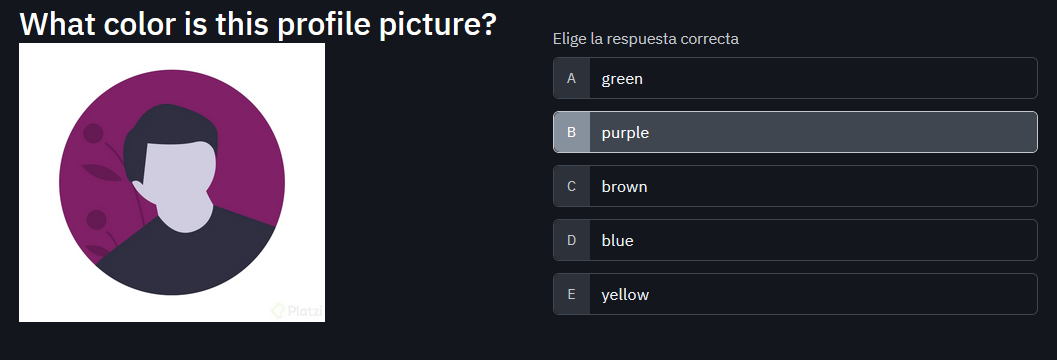 What color is this profile picture?
Platzi
Elige la respuesta correcta
A green
B purple
C brown
D blue
E yellow